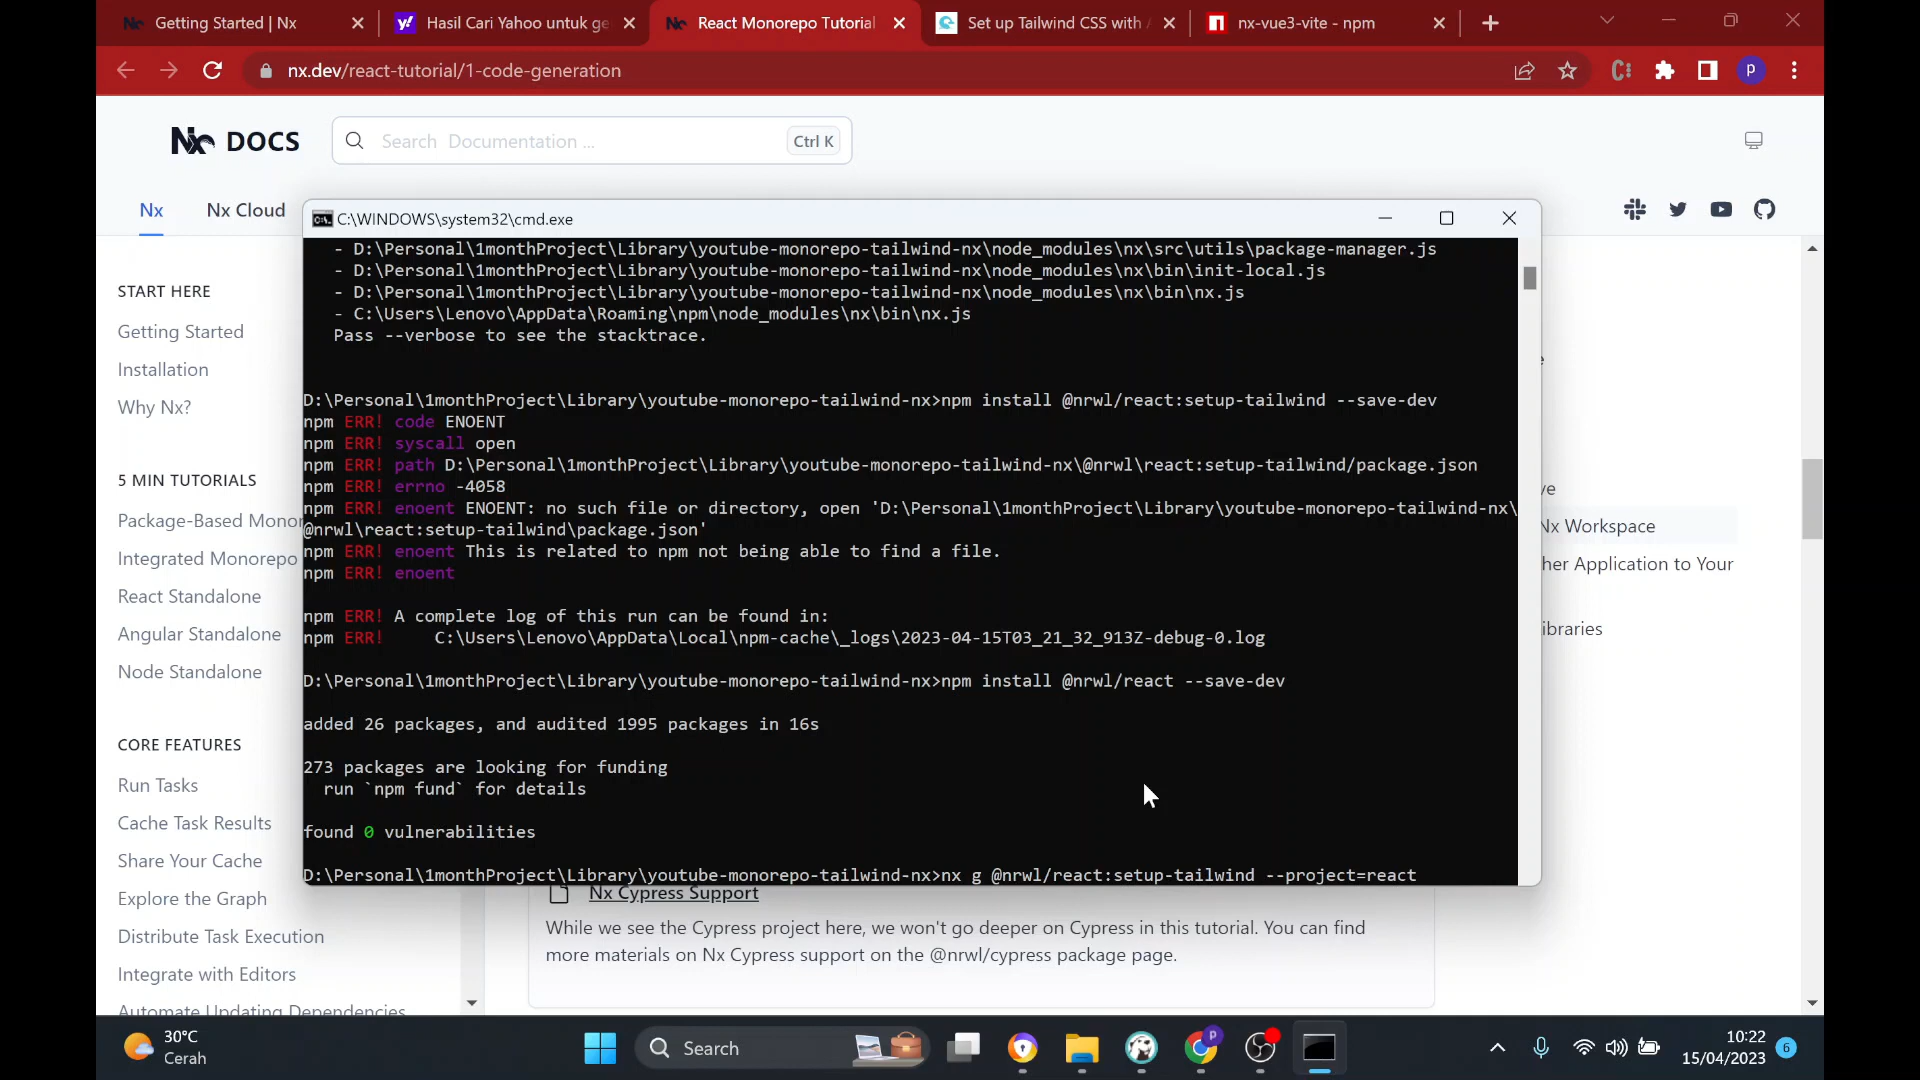 Getting Started | Nx
Hasil Cari Yahoo untuk ge
React Monorepo Tutorial
Set up Tailwind CSS with A
nx-vue3-vite - npm
nx.dev/react-tutorial/1-code-generation
P
Nx DOCS
Search Documentation ...
Ctrl K
Nx
Nx Cloud
C:\WINDOWS\system32\cmd.exe
- D:\Personal\1monthProject\Library\youtube-monorepo-tailwind-nx\node_modules\nx\src\utils\package-manager.js
- D:\Personal\1monthProject\Library\youtube-monorepo-tailwind-nx\node_modules\nx\bin\init-local.js
- D:\Personal\1monthProject\Library\youtube-monorepo-tailwind-nx\node_modules\nx\bin\nx.js
- C:\Users\Lenovo\AppData\Roaming\npm\node_modules\nx\bin\nx.js
Pass --verbose to see the stacktrace.
D:\Personal\1monthProject\Library\youtube-monorepo-tailwind-nx>npm install @nrwl/react:setup-tailwind --save-dev
npm ERR! code ENOENT
npm ERR! syscall open
npm ERR! path D:\Personal\1monthProject\Library\youtube-monorepo-tailwind-nx\@nrwl\react:setup-tailwind/package.json
npm ERR! errno -4058
npm ERR! enoent ENOENT: no such file or directory, open 'D:\Personal\1monthProject\Library\youtube-monorepo-tailwind-nx\
@nrwl\react:setup-tailwind\package.json'
npm ERR! enoent This is related to npm not being able to find a file.
npm ERR! enoent
npm ERR! A complete log of this run can be found in:
npm ERR!     C:\Users\Lenovo\AppData\Local\npm-cache\_logs\2023-04-15T03_21_32_913Z-debug-0.log
D:\Personal\1monthProject\Library\youtube-monorepo-tailwind-nx>npm install @nrwl/react --save-dev
added 26 packages, and audited 1995 packages in 16s
273 packages are looking for funding
run `npm fund` for details
found 0 vulnerabilities
D:\Personal\1monthProject\Library\youtube-monorepo-tailwind-nx>nx g @nrwl/react:setup-tailwind --project=react
START HERE
Getting Started
Installation
Why Nx?
5 MIN TUTORIALS
Package-Based Monor
Integrated Monorepo
React Standalone
Angular Standalone
Node Standalone
CORE FEATURES
Run Tasks
Cache Task Results
Share Your Cache
Explore the Graph
Distribute Task Execution
Integrate with Editors
Automate Updating Dependencies
e
ve
Nx Workspace
her Application to Your
ibraries
Nx Cypress Support
While we see the Cypress project here, we won't go deeper on Cypress in this tutorial. You can find
more materials on Nx Cypress support on the @nrwl/cypress package page.
30°C
Cerah
Search
P
10:22
15/04/2023
6